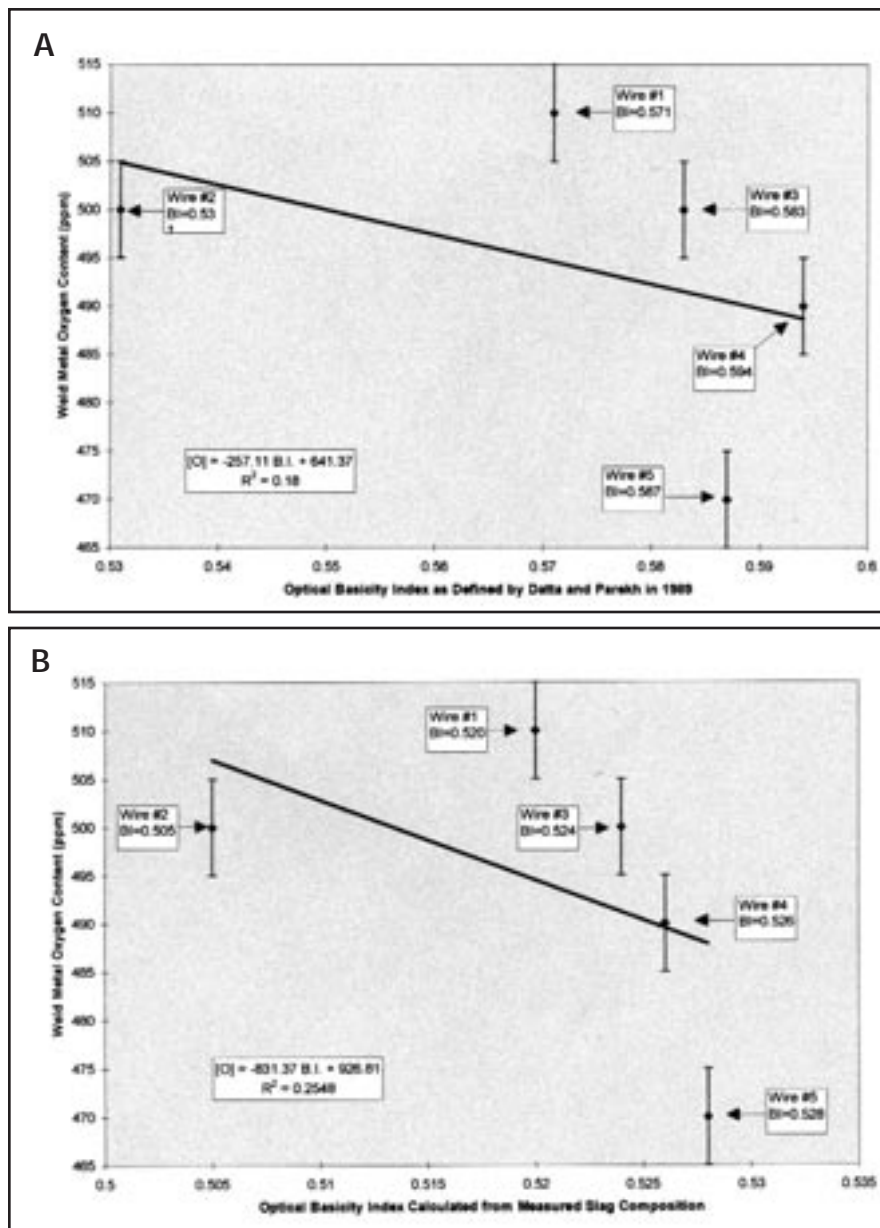 A
515
510
505
500
495
490
485
480
475
470
465
Weld Metal Oxygen Content (ppm)
Wire #1
BI=0.571
Wire #2
BI=0.53
1
Wire #3
BI=0.583
Wire #4
BI=0.594
Wire #5
BI=0.587
[O] = -257.11 B.I. + 641.37
R² = 0.18
0.53 0.54 0.55 0.56 0.57 0.58 0.59 0.6
Optical Basicity Index as Defined by Datta and Parekh in 1989
B
515
510
505
500
495
490
485
480
475
470
465
Weld Metal Oxygen Content (ppm)
Wire #1
BI=0.520
Wire #2
BI=0.505
Wire #3
BI=0.524
Wire #4
BI=0.526
Wire #5
BI=0.528
[O] = -831.37 B.I. + 926.81
R² = 0.2548
0.5 0.505 0.51 0.515 0.52 0.525 0.53 0.535
Optical Basicity Index Calculated from Measured Slag Composition